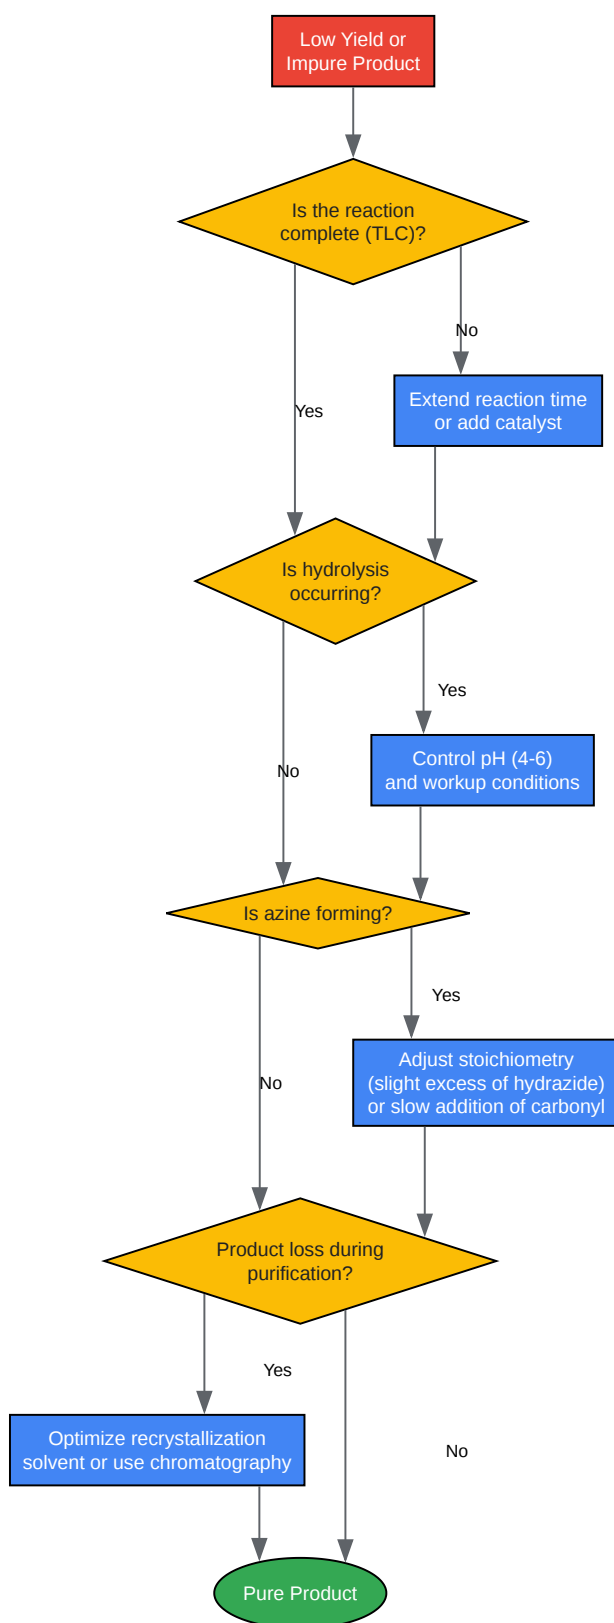 Low Yield or
Impure Product
Is the reaction
complete (TLC)?
No
Extend reaction time
or add catalyst
Yes
Is hydrolysis
occurring?
Yes
Control pH (4-6)
and workup conditions
No
Is azine forming?
Yes
Adjust stoichiometry
(slight excess of hydrazide)
or slow addition of carbonyl
No
Product loss during
purification?
Yes
Optimize recrystallization
solvent or use chromatography
No
Pure Product